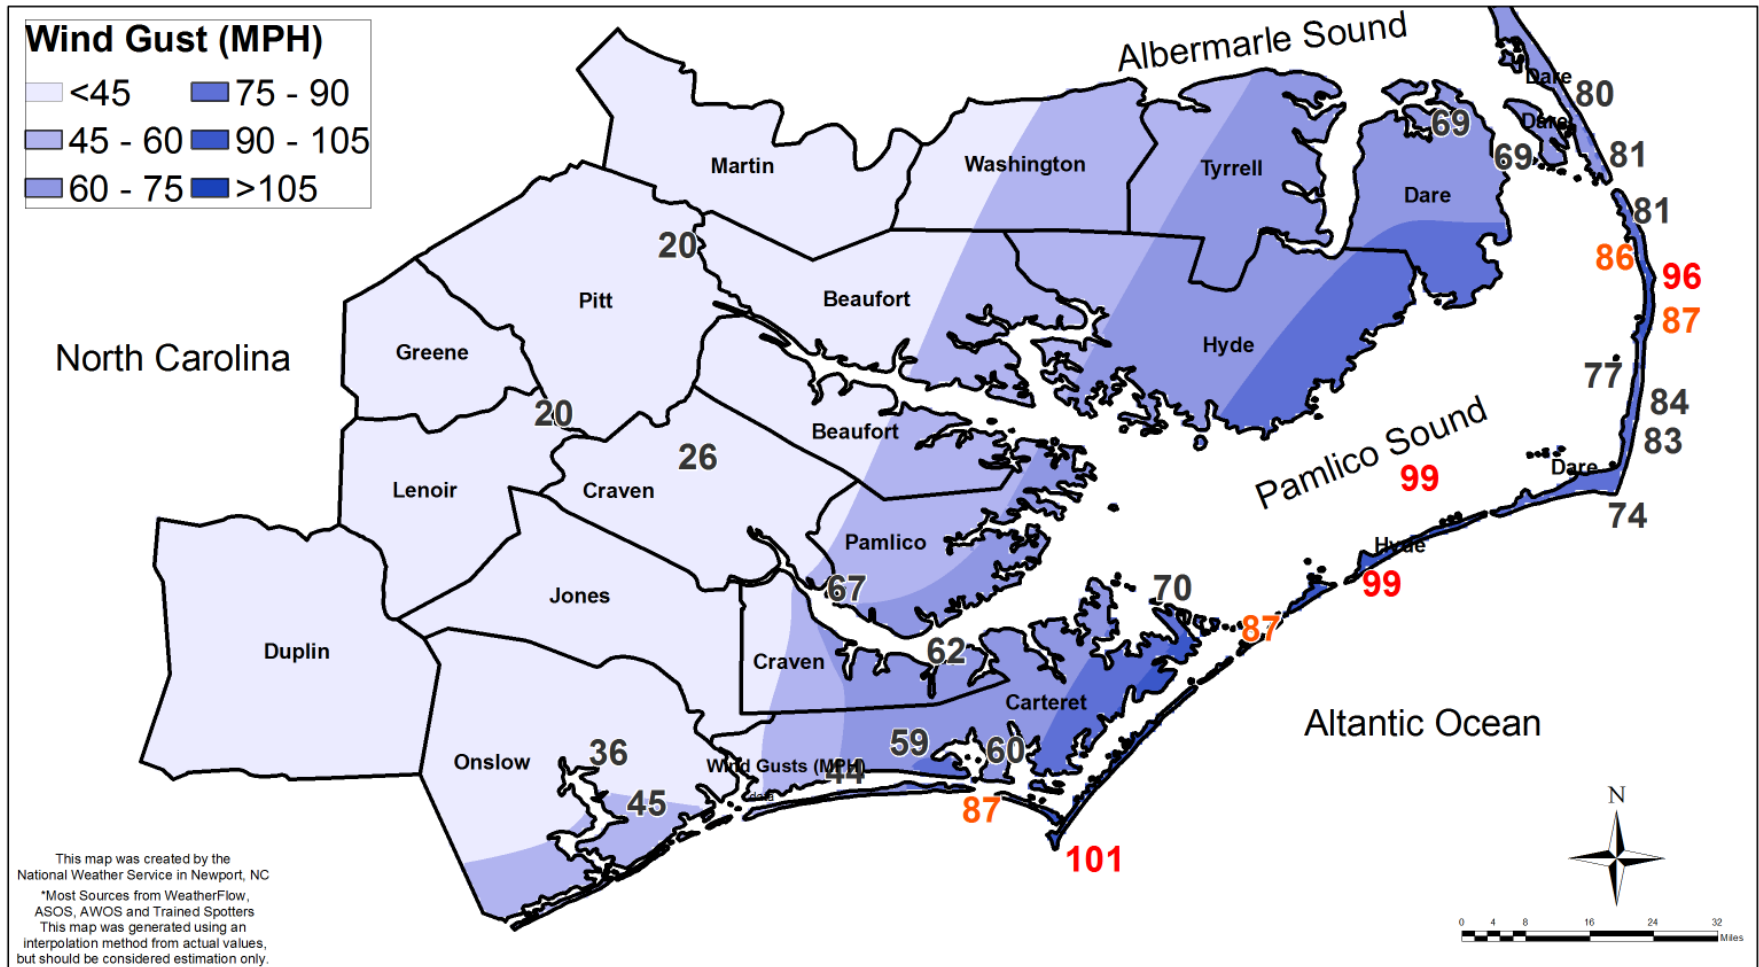 Wind Gust (MPH)
<45
75 - 90
45 - 60
90 - 105
60 - 75
>105
Albermarle Sound
Dare
80
Dare
69
69
81
Martin
Washington
Tyrrell
Dare
81
20
86
96
Pitt
Beaufort
87
North Carolina
Greene
Hyde
77
84
20
Beaufort
83
26
Pamlico Sound
Dare
99
Lenoir
Craven
74
Pamlico
Hyde
67
70
99
Jones
87
Duplin
Craven
62
Carteret
Altantic Ocean
59
60
36
Onslow
Wind Gusts (MPH)
44
data
45
87
101
N
This map was created by the
National Weather Service in Newport, NC
*Most Sources from WeatherFlow,
ASOS, AWOS and Trained Spotters
This map was generated using an
interpolation method from actual values,
but should be considered estimation only.
0 4 8 16 24 32
Miles